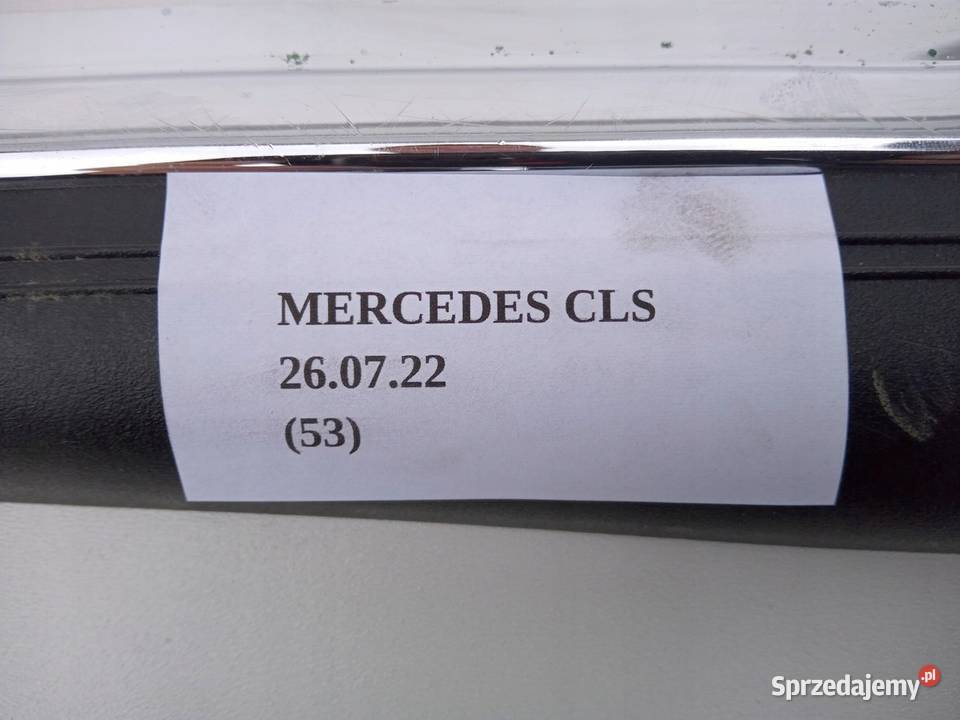 MERCEDES CLS
26.07.22
(53)
Sprzedajemy.pl